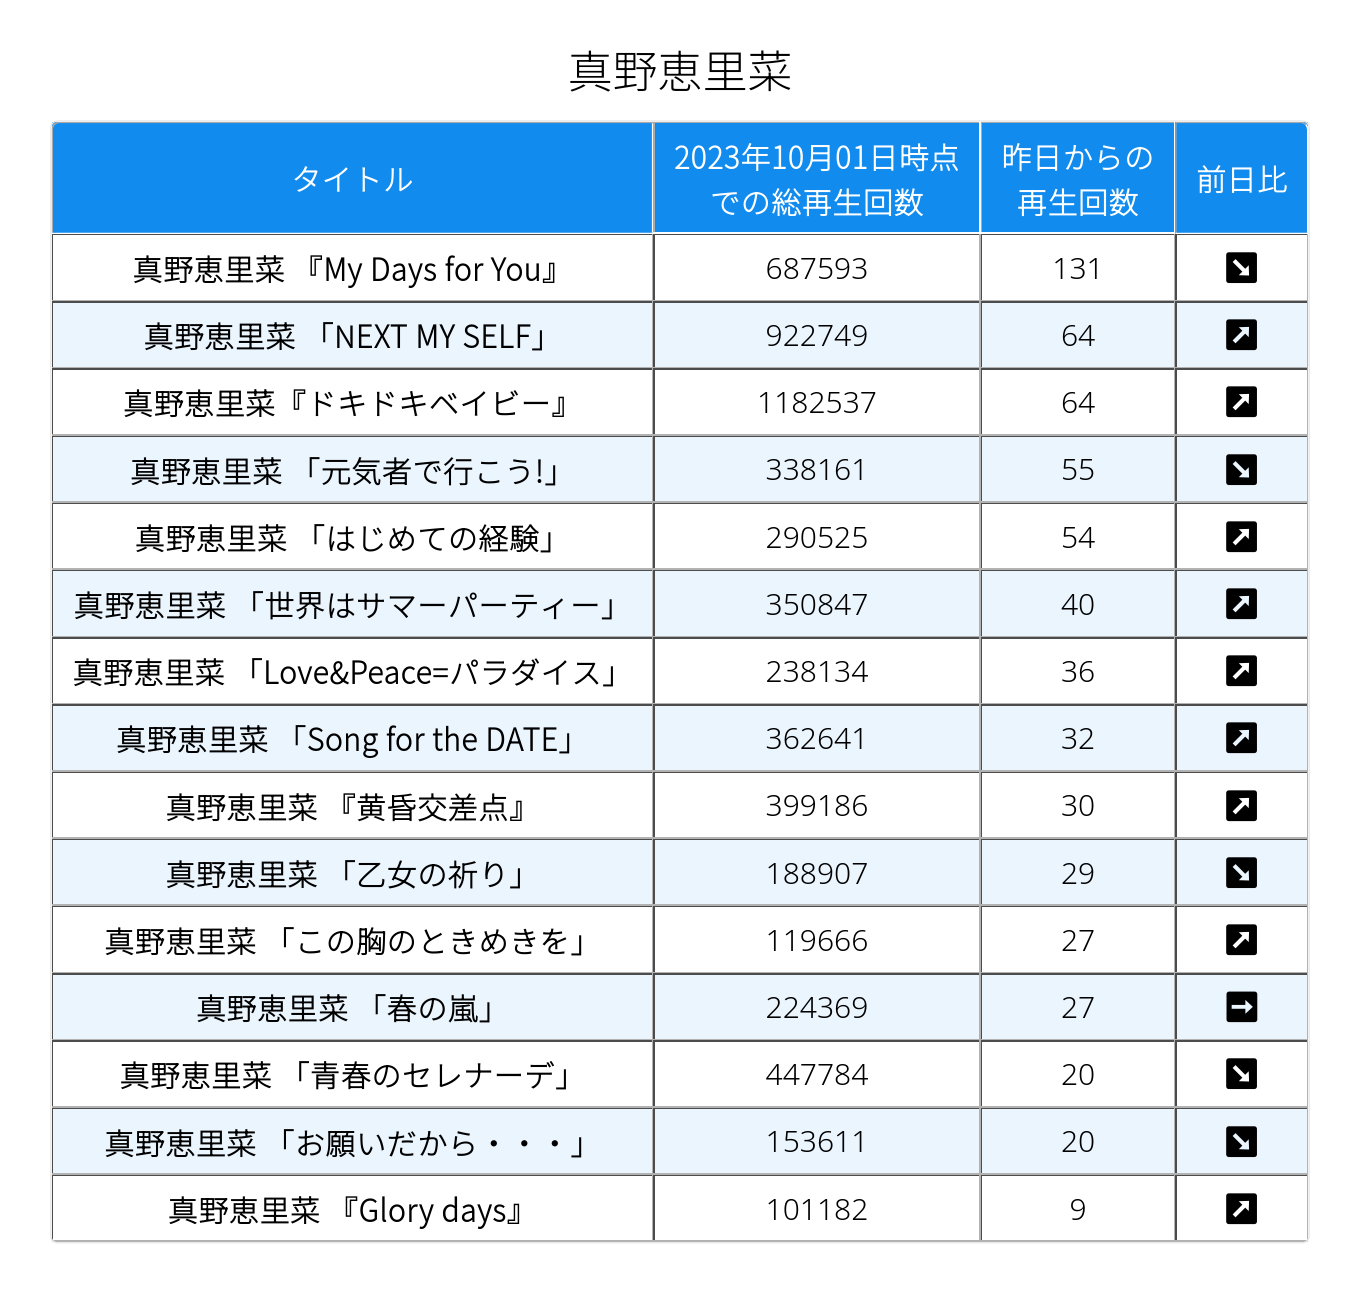 真野恵里菜
タイトル
2023年10月01日時点
での総再生回数
昨日からの
再生回数
前日比
真野恵里菜 『My Days for You』 687593 131 ↘
真野恵里菜 「NEXT MY SELF」 922749 64 ↗
真野恵里菜『ドキドキベイビー』 1182537 64 ↗
真野恵里菜 「元気者で行こう!」 338161 55 ↘
真野恵里菜 「はじめての経験」 290525 54 ↗
真野恵里菜 「世界はサマーパーティー」 350847 40 ↗
真野恵里菜 「Love&Peace=パラダイス」 238134 36 ↗
真野恵里菜 「Song for the DATE」 362641 32 ↗
真野恵里菜 『黄昏交差点』 399186 30 ↗
真野恵里菜 「乙女の祈り」 188907 29 ↘
真野恵里菜 「この胸のときめきを」 119666 27 ↗
真野恵里菜 「春の嵐」 224369 27 →
真野恵里菜 「青春のセレナーデ」 447784 20 ↘
真野恵里菜 「お願いだから・・・」 153611 20 ↘
真野恵里菜 『Glory days』 101182 9 ↗